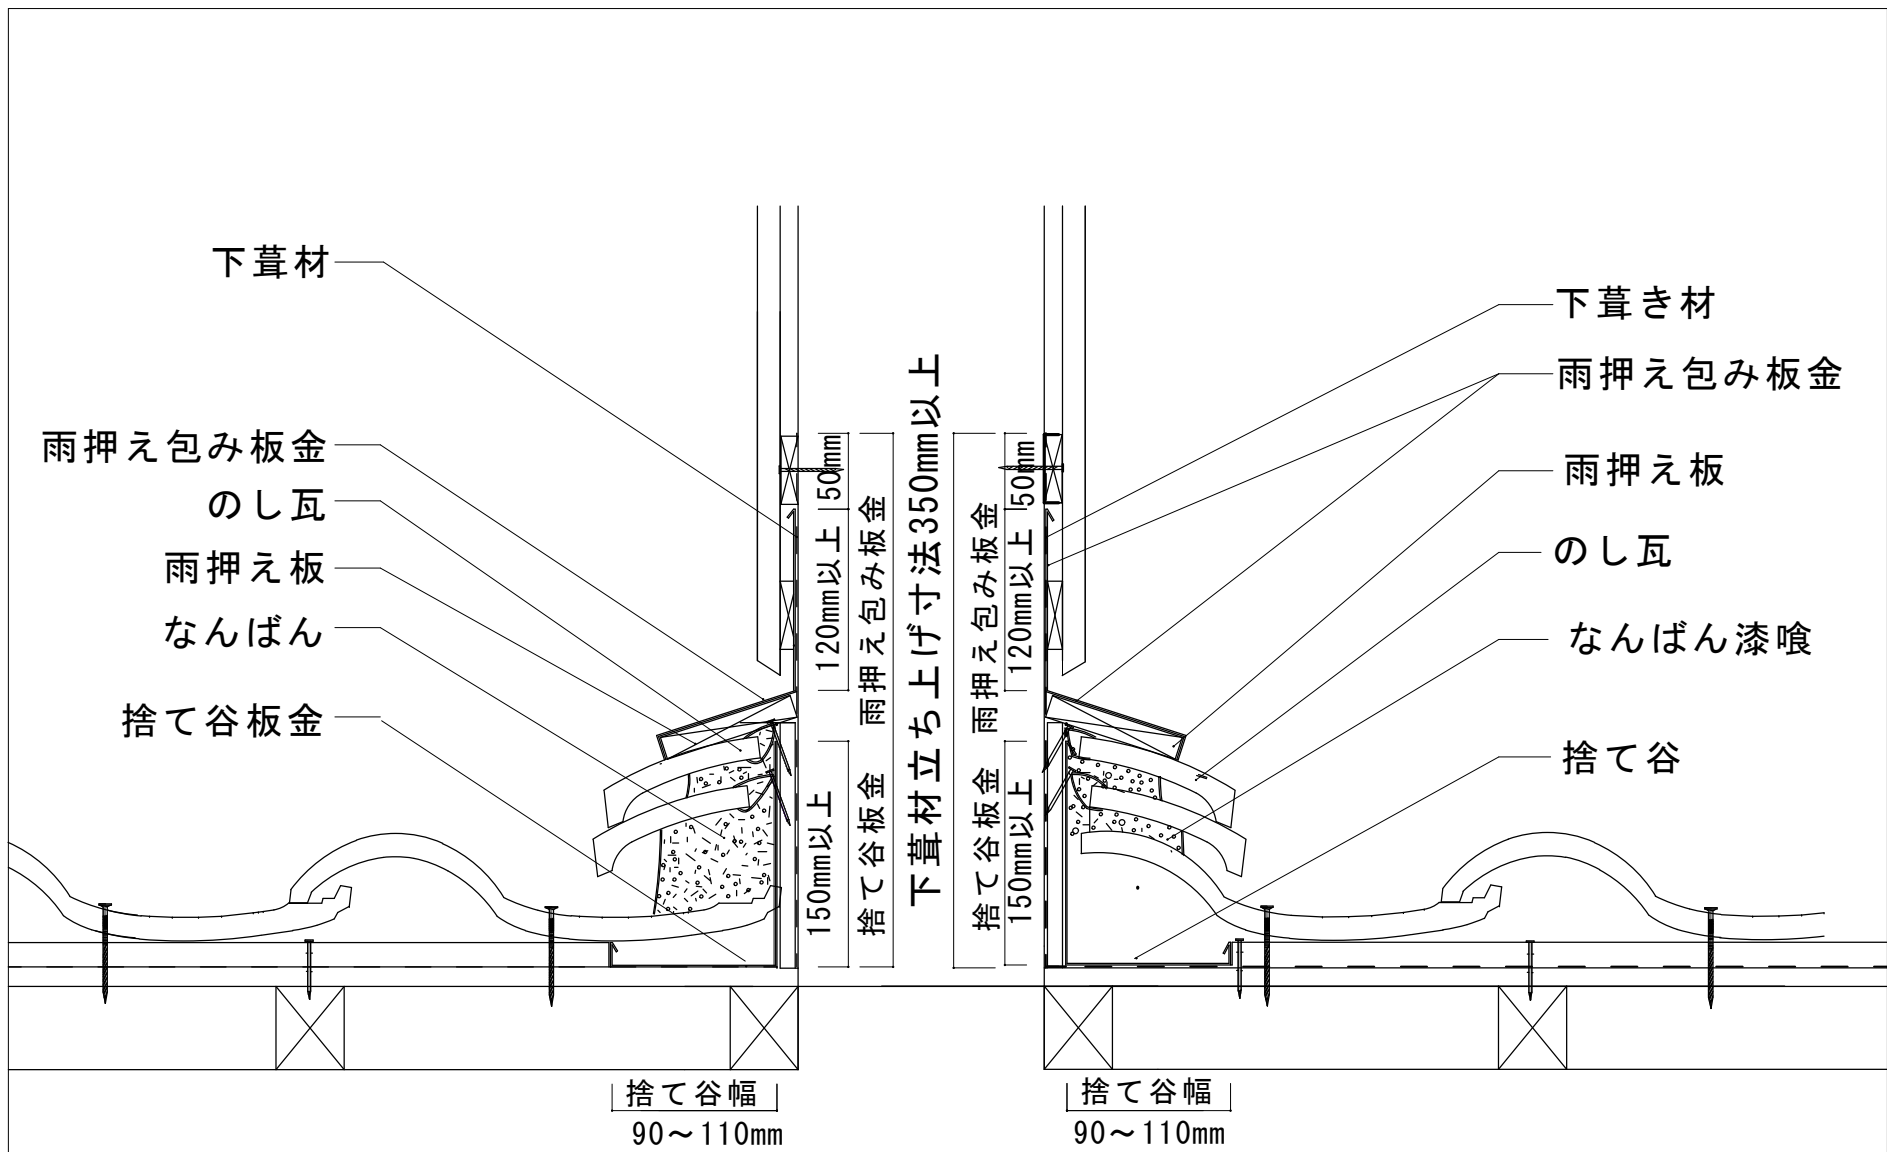 下葺材
雨押え包み板金
のし瓦
雨押え板
なんばん
捨て谷板金
50mm
120mm以上
150mm以上
雨押え包み板金
捨て谷板金
下葺材立ち上げ寸法350mm以上
雨押え包み板金
捨て谷板金
50mm
120mm以上
150mm以上
下葺き材
雨押え包み板金
雨押え板
のし瓦
なんばん漆喰
捨て谷
捨て谷幅
90～110mm
捨て谷幅
90～110mm